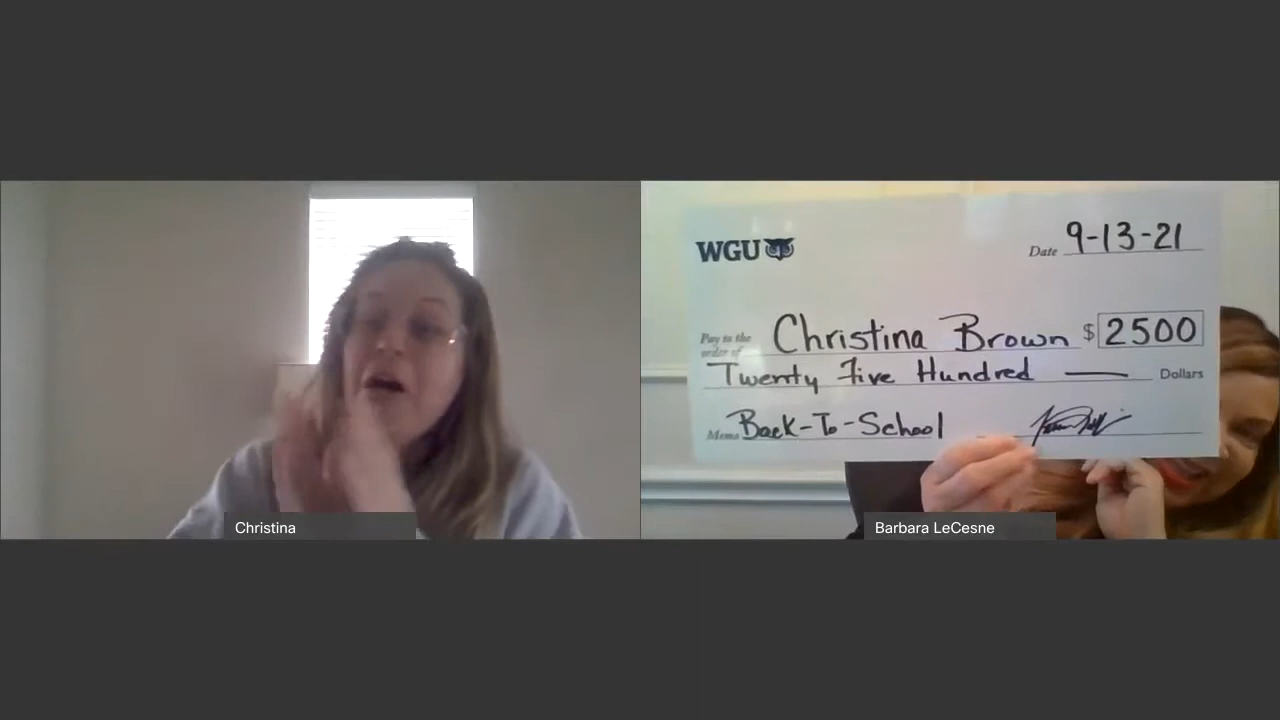 WGU
Date 9-13-21
Pay to the order of Christina Brown $ 2500
Twenty Five Hundred Dollars
Memo Back-To-School
Christina
Barbara LeCesne